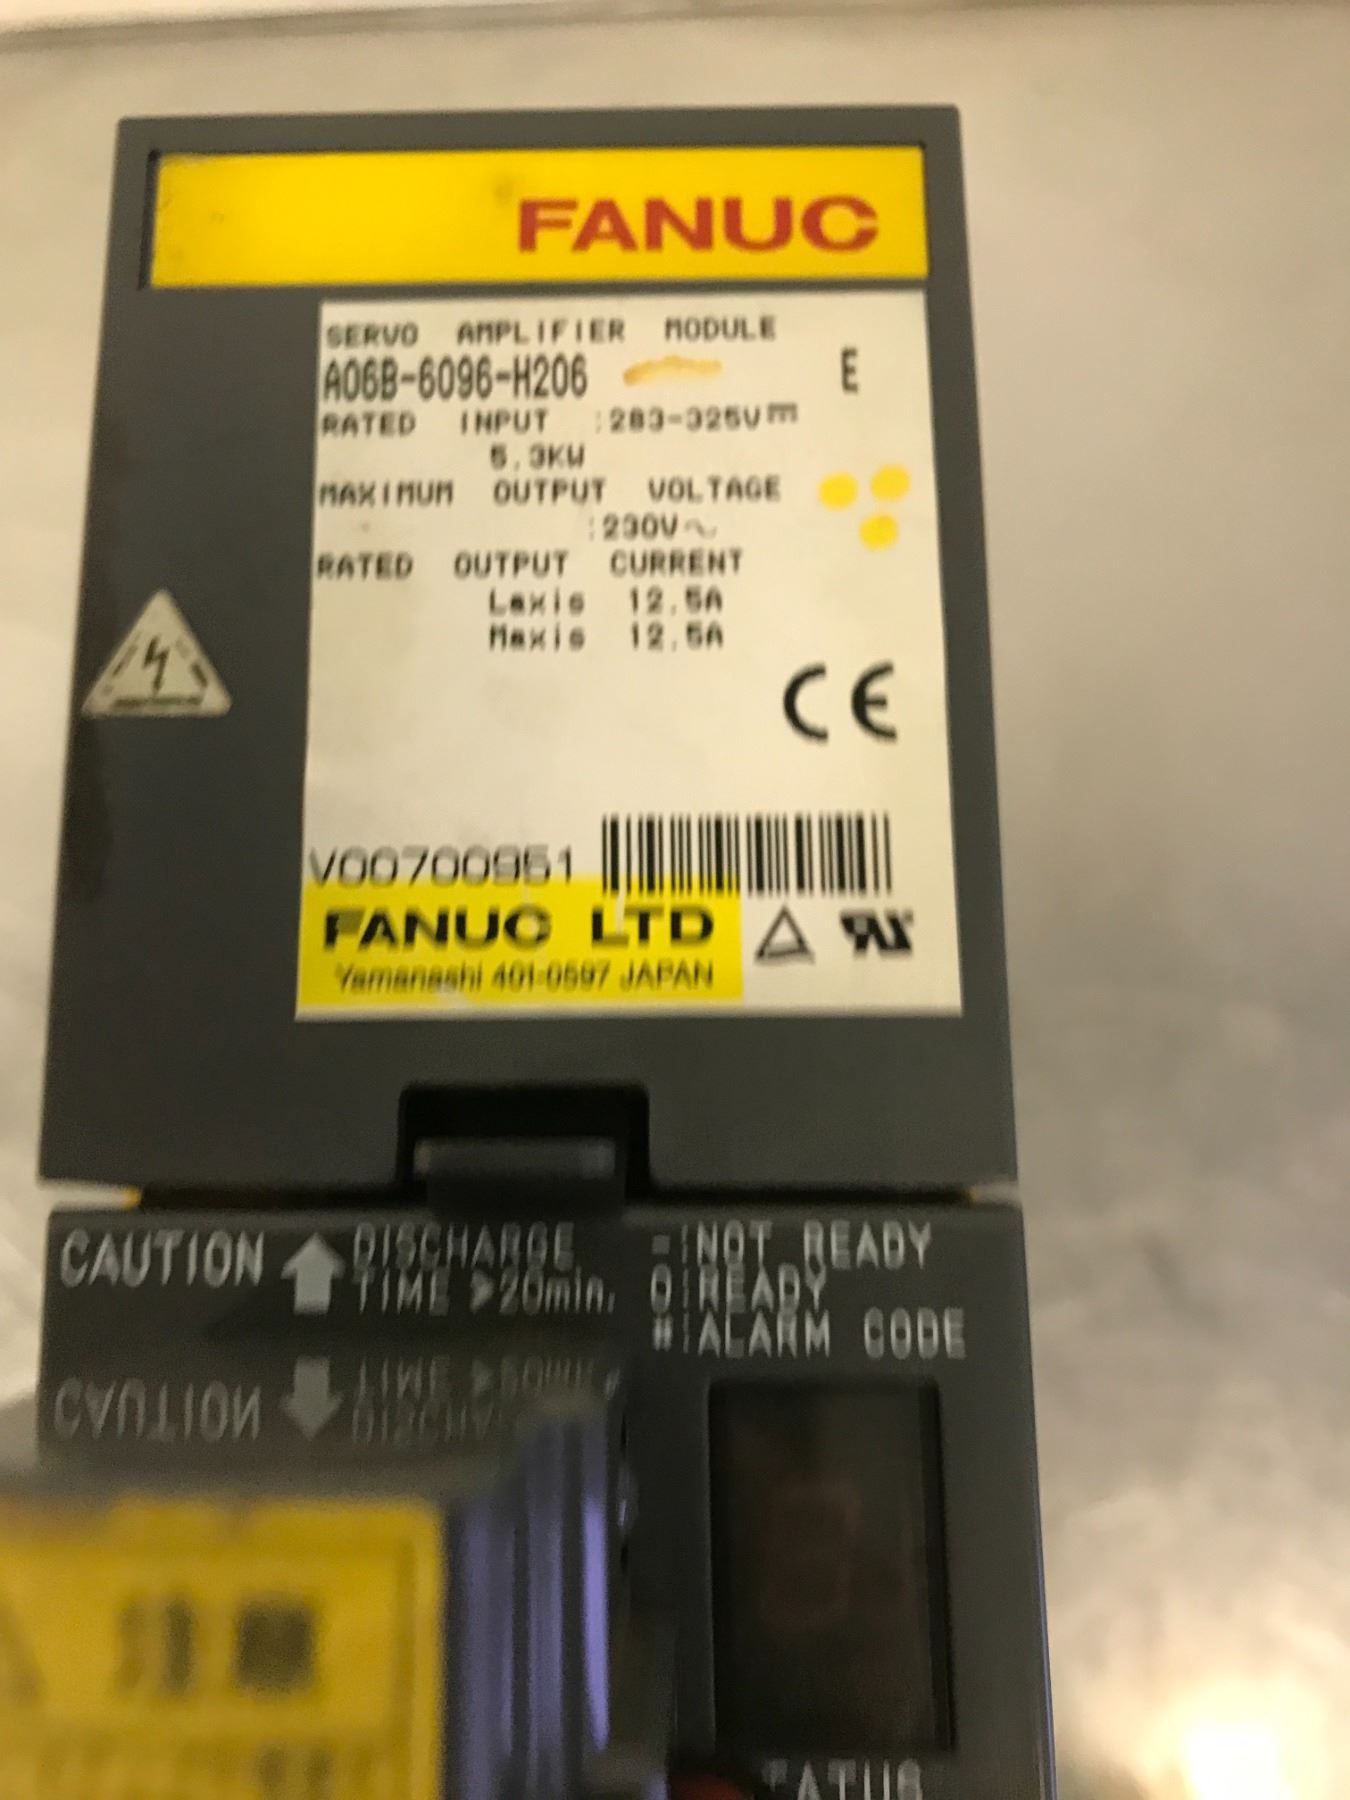 FANUC
SERVO AMPLIFIER MODULE
A06B-6096-H206 E
RATED INPUT :283-325V⎓
5.3KW
MAXIMUM OUTPUT VOLTAGE
:230V~
RATED OUTPUT CURRENT
Laxis 12.5A
Maxis 12.5A
CE
V00700951
FANUC LTD
Yamanashi 401-0597 JAPAN
CAUTION DISCHARGE
TIME >20min.
-:NOT READY
0:READY
#:ALARM CODE
STATUS